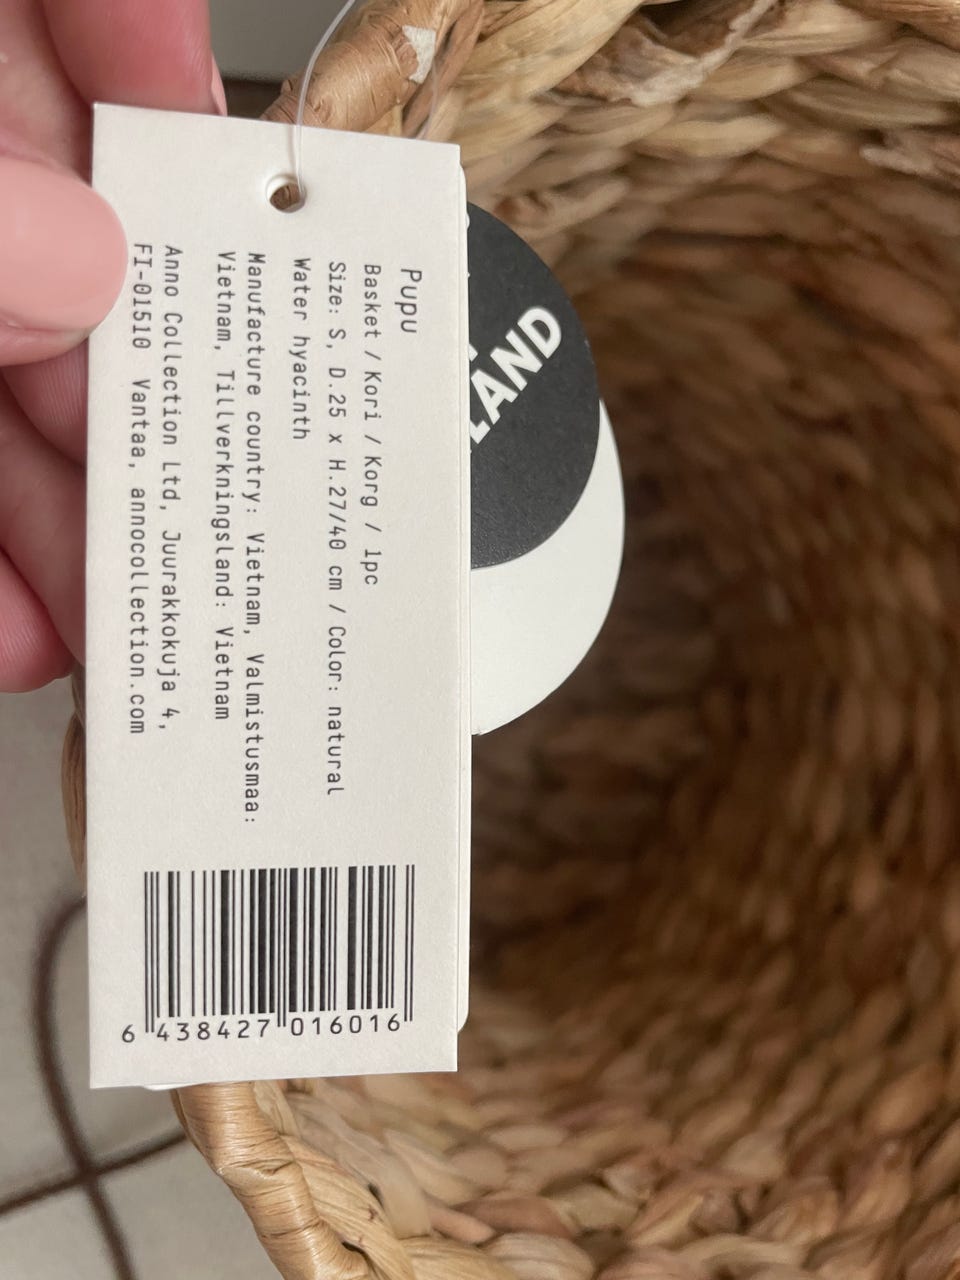 Pupu
Basket / Kori / Korg / 1pc
Size: S, D.25 x H.27/40 cm / Color: natural
Water hyacinth
Manufacture country: Vietnam, Valmistusmaa:
Vietnam, Tillverkningsland: Vietnam
Anno Collection Ltd, Juurakkokuja 4,
FI-01510 Vantaa, annocollection.com
6 438427 016016